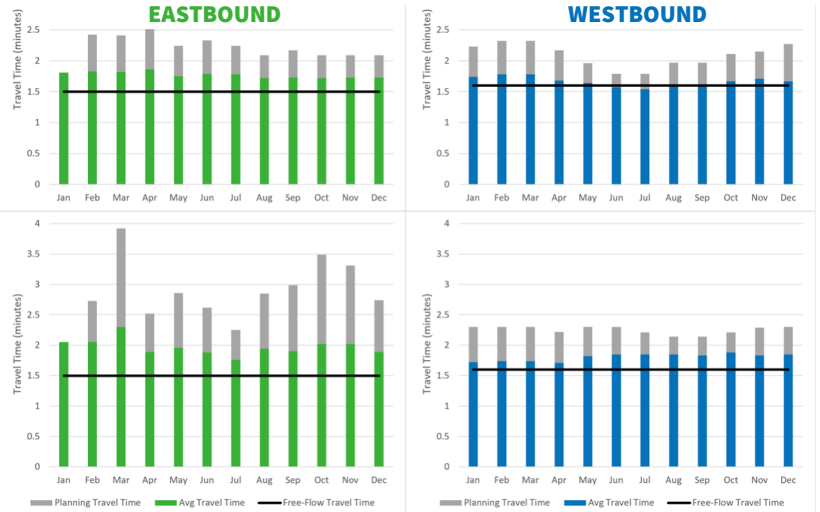 EASTBOUND
Travel Time (minutes)
2.5
2
1.5
1
0.5
0
Jan Feb Mar Apr May Jun Jul Aug Sep Oct Nov Dec
WESTBOUND
Travel Time (minutes)
2.5
2
1.5
1
0.5
0
Jan Feb Mar Apr May Jun Jul Aug Sep Oct Nov Dec
Travel Time (minutes)
4
3.5
3
2.5
2
1.5
1
0.5
0
Jan Feb Mar Apr May Jun Jul Aug Sep Oct Nov Dec
Planning Travel Time Avg Travel Time Free-Flow Travel Time
Travel Time (minutes)
4
3.5
3
2.5
2
1.5
1
0.5
0
Jan Feb Mar Apr May Jun Jul Aug Sep Oct Nov Dec
Planning Travel Time Avg Travel Time Free-Flow Travel Time